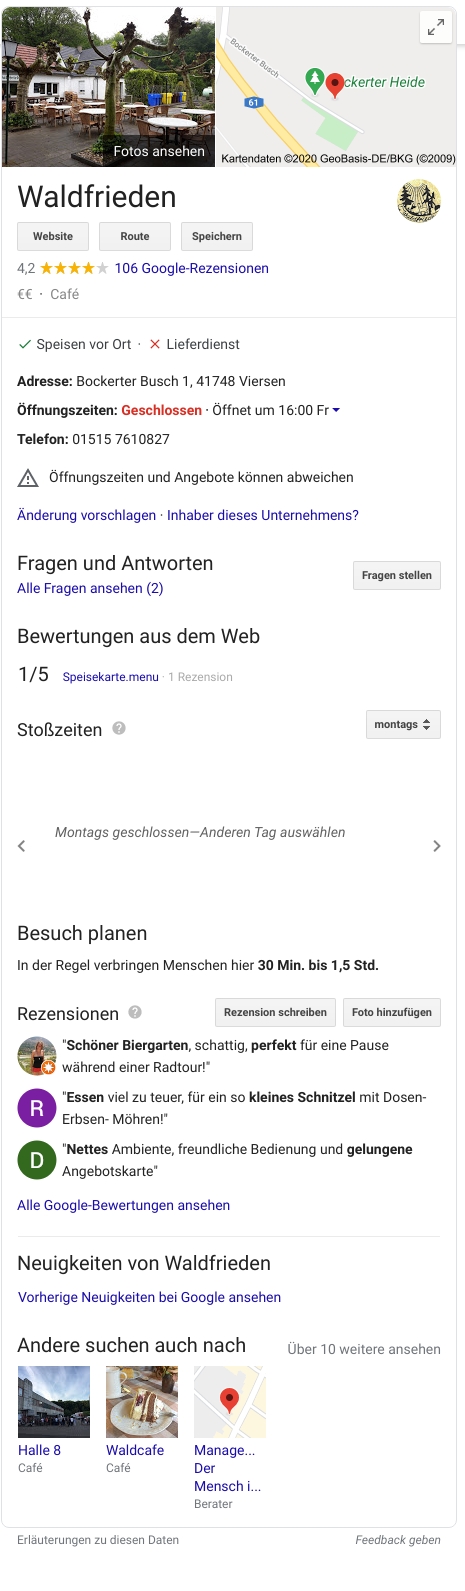 Fotos ansehen
Bockerter Busch
61
ckerter Heide
Kartendaten ©2020 GeoBasis-DE/BKG (©2009)
Waldfrieden
Website Route Speichern
4,2 106 Google-Rezensionen
€€ · Café
Speisen vor Ort · Lieferdienst
Adresse: Bockerter Busch 1, 41748 Viersen
Öffnungszeiten: Geschlossen · Öffnet um 16:00 Fr
Telefon: 01515 7610827
Öffnungszeiten und Angebote können abweichen
Änderung vorschlagen · Inhaber dieses Unternehmens?
Fragen und Antworten
Fragen stellen
Alle Fragen ansehen (2)
Bewertungen aus dem Web
1/5 Speisekarte.menu · 1 Rezension
Stoßzeiten ?
montags
Montags geschlossen—Anderen Tag auswählen
Besuch planen
In der Regel verbringen Menschen hier 30 Min. bis 1,5 Std.
Rezensionen ? Rezension schreiben Foto hinzufügen
"Schöner Biergarten, schattig, perfekt für eine Pause
während einer Radtour!"
R
"Essen viel zu teuer, für ein so kleines Schnitzel mit Dosen-
Erbsen- Möhren!"
D
"Nettes Ambiente, freundliche Bedienung und gelungene
Angebotskarte"
Alle Google-Bewertungen ansehen
Neuigkeiten von Waldfrieden
Vorherige Neuigkeiten bei Google ansehen
Andere suchen auch nach Über 10 weitere ansehen
Halle 8
Café
Waldcafe
Café
Manage...
Der
Mensch i...
Berater
Erläuterungen zu diesen Daten Feedback geben